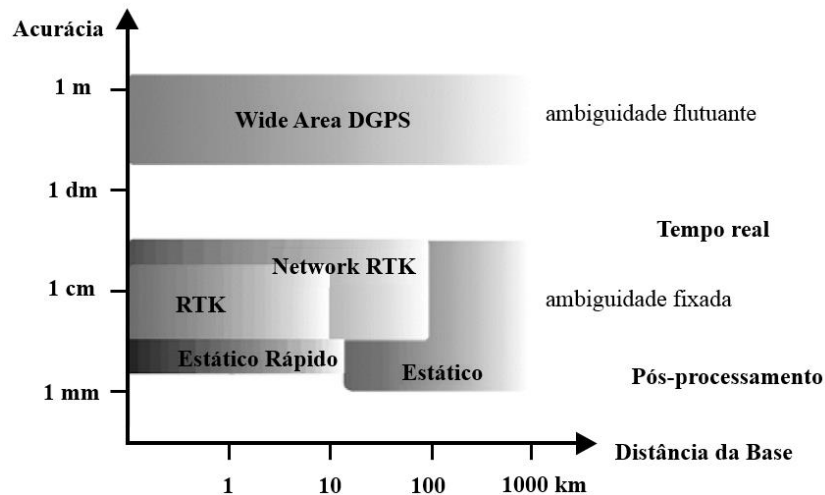 Acurácia
1 m
Wide Area DGPS
ambiguidade flutuante
1 dm
Tempo real
Network RTK
1 cm
RTK
ambiguidade fixada
Estático Rápido
Estático
Pós-processamento
1 mm
Distância da Base
1 10 100 1000 km